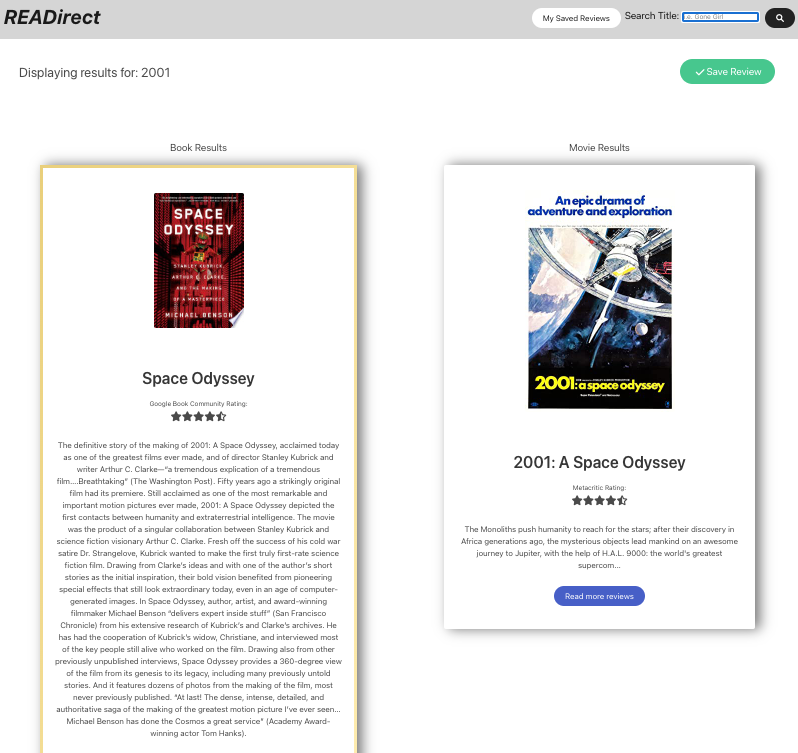 READirect
My Saved Reviews
Search Title:
i.e. Gone Girl
Displaying results for: 2001
Save Review
Book Results
SPACE
ODYSSEY
STANLEY KUBRICK,
ARTHUR C. CLARKE,
AND THE MAKING
OF A MASTERPIECE
MICHAEL BENSON
Space Odyssey
Google Book Community Rating:
The definitive story of the making of 2001: A Space Odyssey, acclaimed today
as one of the greatest films ever made, and of director Stanley Kubrick and
writer Arthur C. Clarke—“a tremendous explication of a tremendous
film....Breathtaking” (The Washington Post). Fifty years ago a strikingly original
film had its premiere. Still acclaimed as one of the most remarkable and
important motion pictures ever made, 2001: A Space Odyssey depicted the
first contacts between humanity and extraterrestrial intelligence. The movie
was the product of a singular collaboration between Stanley Kubrick and
science fiction visionary Arthur C. Clarke. Fresh off the success of his cold war
satire Dr. Strangelove, Kubrick wanted to make the first truly first-rate science
fiction film. Drawing from Clarke’s ideas and with one of the author’s short
stories as the initial inspiration, their bold vision benefited from pioneering
special effects that still look extraordinary today, even in an age of computer-
generated images. In Space Odyssey, author, artist, and award-winning
filmmaker Michael Benson “delivers expert inside stuff” (San Francisco
Chronicle) from his extensive research of Kubrick’s and Clarke’s archives. He
has had the cooperation of Kubrick’s widow, Christiane, and interviewed most
of the key people still alive who worked on the film. Drawing also from other
previously unpublished interviews, Space Odyssey provides a 360-degree view
of the film from its genesis to its legacy, including many previously untold
stories. And it features dozens of photos from the making of the film, most
never previously published. “At last! The dense, intense, detailed, and
authoritative saga of the making of the greatest motion picture I’ve ever seen…
Michael Benson has done the Cosmos a great service” (Academy Award-
winning actor Tom Hanks).
Movie Results
An epic drama of
adventure and exploration
2001: a space odyssey
2001: A Space Odyssey
Metacritic Rating:
The Monoliths push humanity to reach for the stars; after their discovery in
Africa generations ago, the mysterious objects lead mankind on an awesome
journey to Jupiter, with the help of H.A.L. 9000: the world's greatest
supercom...
Read more reviews